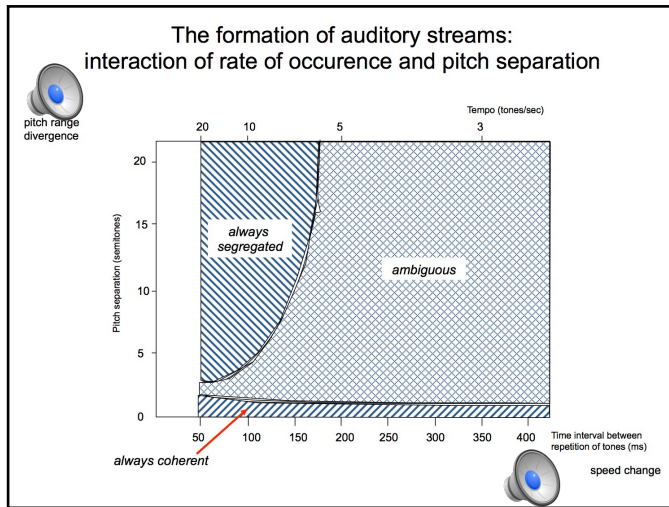 The formation of auditory streams:
interaction of rate of occurence and pitch separation
pitch range
divergence
Tempo (tones/sec)
20 10 5 3
Pitch separation (semitones)
20
15
10
5
0
always
segregated
ambiguous
50 100 150 200 250 300 350 400
Time interval between
repetition of tones (ms)
always coherent
speed change